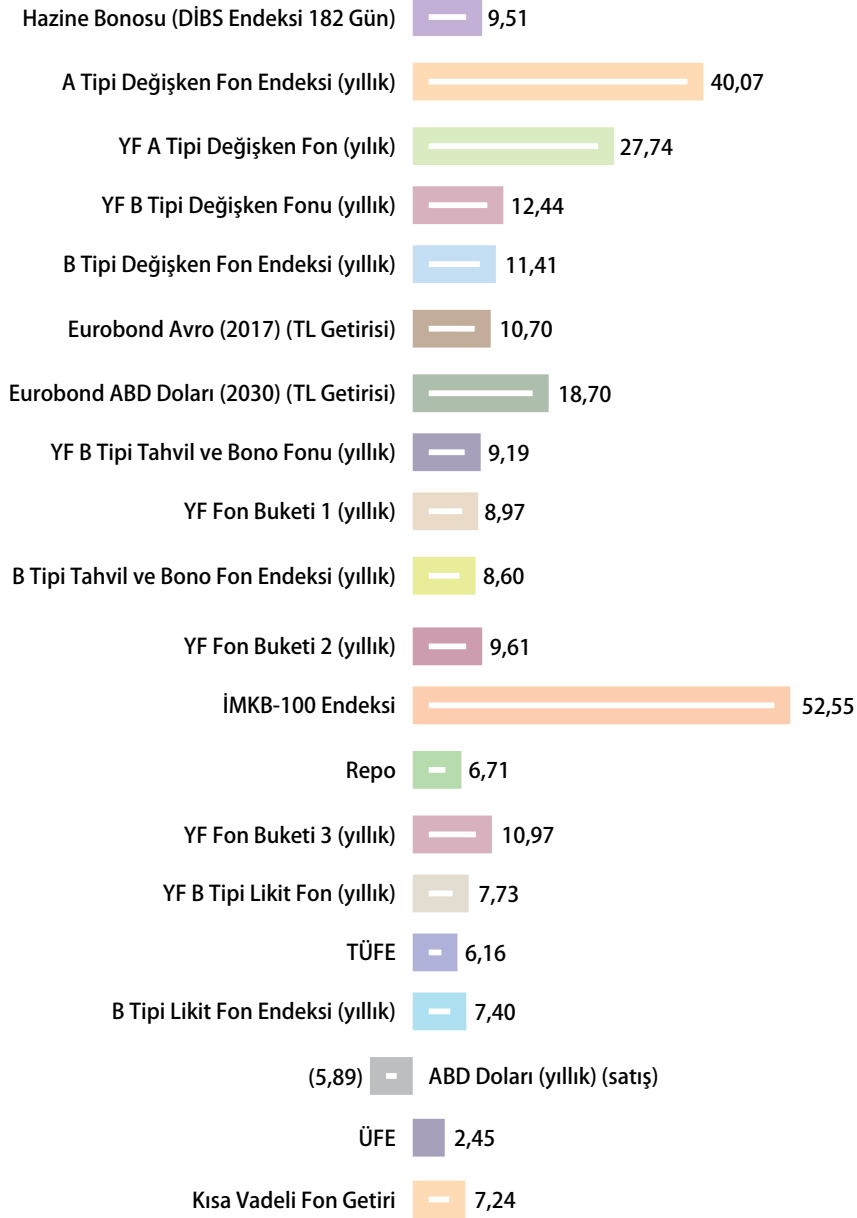 Hazine Bonosu (DİBS Endeksi 182 Gün) 9,51
A Tipi Değişken Fon Endeksi (yıllık) 40,07
YF A Tipi Değişken Fon (yılık) 27,74
YF B Tipi Değişken Fonu (yıllık) 12,44
B Tipi Değişken Fon Endeksi (yıllık) 11,41
Eurobond Avro (2017) (TL Getirisi) 10,70
Eurobond ABD Doları (2030) (TL Getirisi) 18,70
YF B Tipi Tahvil ve Bono Fonu (yıllık) 9,19
YF Fon Buketi 1 (yıllık) 8,97
B Tipi Tahvil ve Bono Fon Endeksi (yıllık) 8,60
YF Fon Buketi 2 (yıllık) 9,61
İMKB-100 Endeksi 52,55
Repo 6,71
YF Fon Buketi 3 (yıllık) 10,97
YF B Tipi Likit Fon (yıllık) 7,73
TÜFE 6,16
B Tipi Likit Fon Endeksi (yıllık) 7,40
(5,89) ABD Doları (yıllık) (satış)
ÜFE 2,45
Kısa Vadeli Fon Getiri 7,24